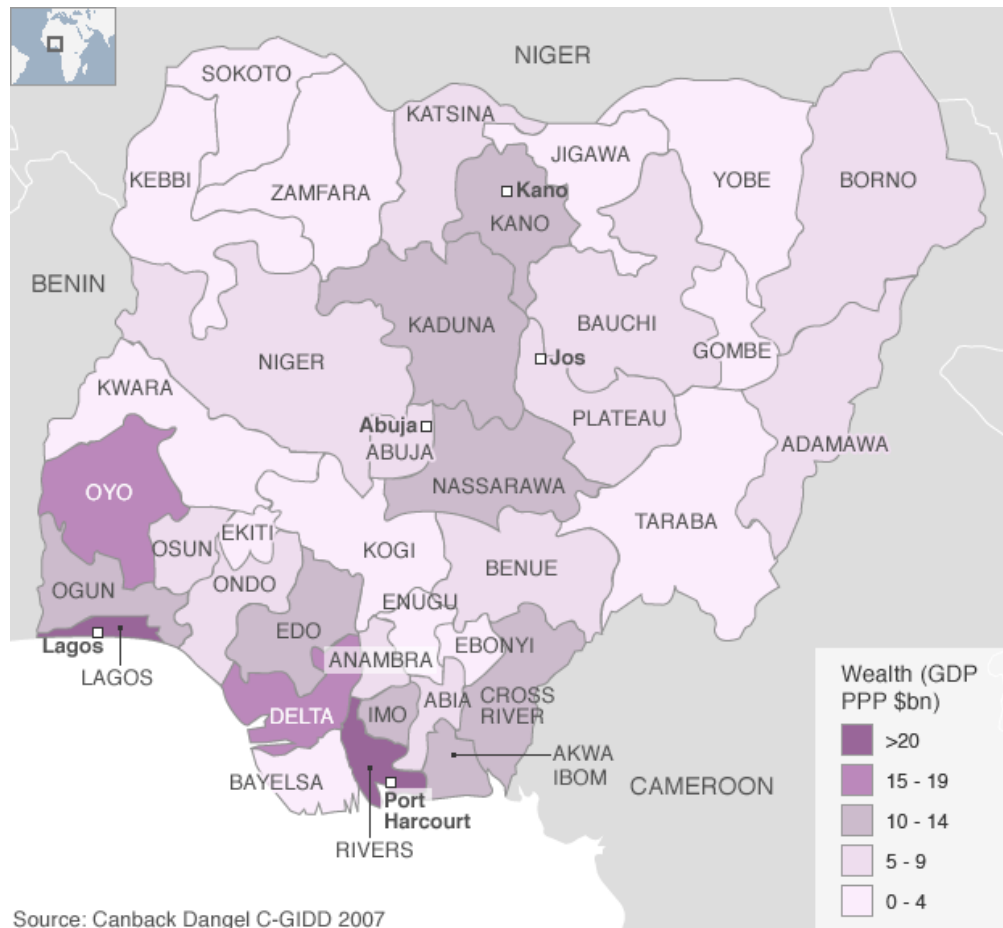 NIGER
SOKOTO
KATSINA
JIGAWA
KEBBI
ZAMFARA
Kano
KANO
YOBE
BORNO
BENIN
KADUNA
BAUCHI
NIGER
Jos
GOMBE
KWARA
PLATEAU
Abuja
ABUJA
ADAMAWA
OYO
NASSARAWA
TARABA
EKITI
OSUN
KOGI
BENUE
OGUN
ONDO
ENUGU
EDO
EBONYI
Lagos
ANAMBRA
LAGOS
ABIA
CROSS
RIVER
DELTA
IMO
AKWA
IBOM
BAYELSA
CAMEROON
Port
Harcourt
RIVERS
Wealth (GDP
PPP $bn)
>20
15 - 19
10 - 14
5 - 9
0 - 4
Source: Canback Dangel C-GIDD 2007